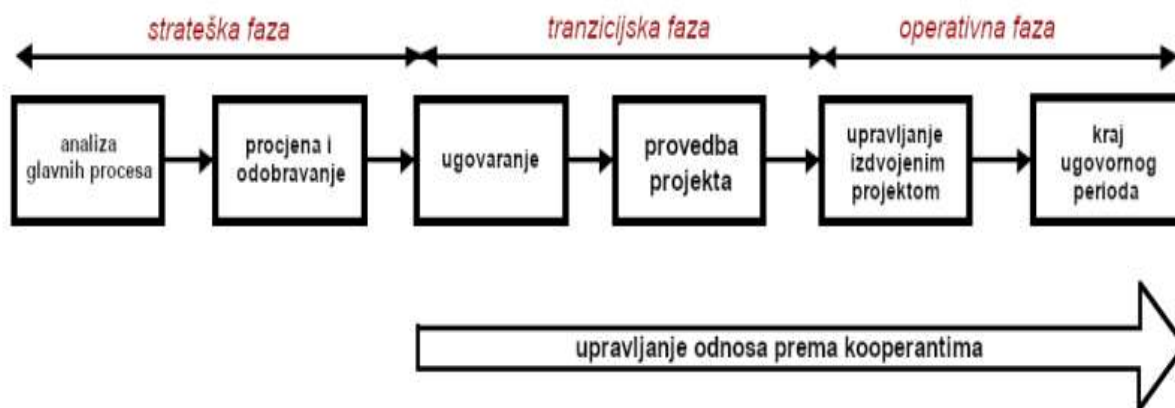 strateška faza
tranzicijska faza
operativna faza
analiza
glavnih procesa
procjena i
odobravanje
ugovaranje
provedba
projekta
upravljanje
izdvojenim
projektom
kraj
ugovornog
perioda
upravljanje odnosa prema kooperantima